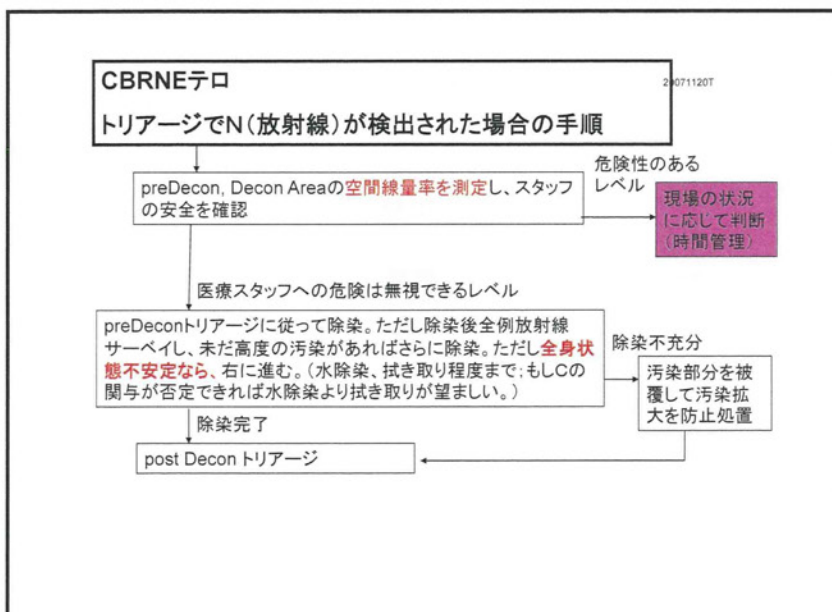 CBRNEテロ
20071120T
トリアージでN(放射線)が検出された場合の手順
危険性のある
レベル
preDecon, Decon Areaの空間線量率を測定し、スタッフ
の安全を確認
現場の状況
に応じて判断
(時間管理)
医療スタッフへの危険は無視できるレベル
preDeconトリアージに従って除染。ただし除染後全例放射線
サーベイし、未だ高度の汚染があればさらに除染。ただし全身状
態不安定なら、右に進む。(水除染、拭き取り程度まで;もしCの
関与が否定できれば水除染より拭き取りが望ましい。)
除染不充分
汚染部分を被
覆して汚染拡
大を防止処置
除染完了
post Decon トリアージ